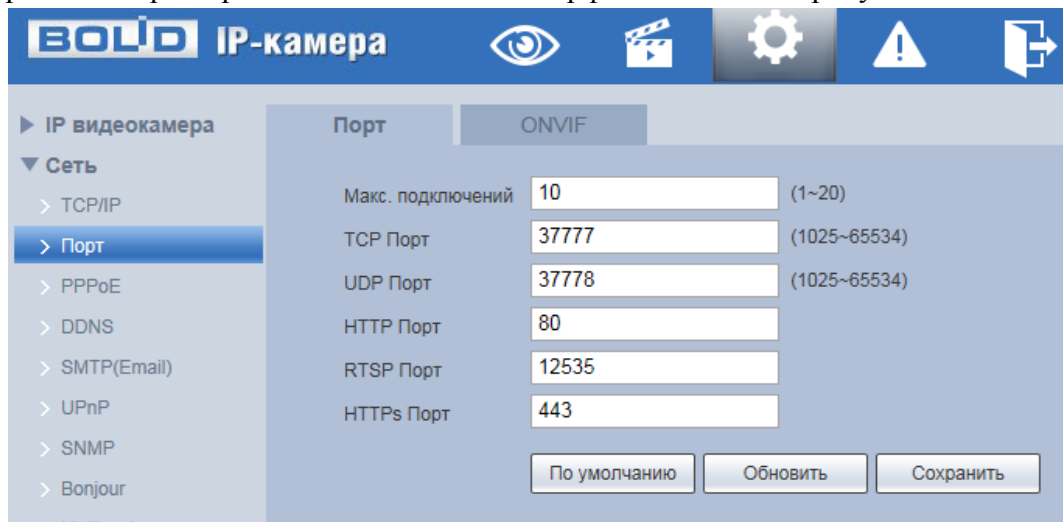 BOLID IP-камера
IP видеокамера
Сеть
TCP/IP
Порт
PPPoE
DDNS
SMTP(Email)
UPnP
SNMP
Bonjour
Порт ONVIF
Макс. подключений 10 (1~20)
TCP Порт 37777 (1025~65534)
UDP Порт 37778 (1025~65534)
HTTP Порт 80
RTSP Порт 12535
HTTPs Порт 443
По умолчанию Обновить Сохранить